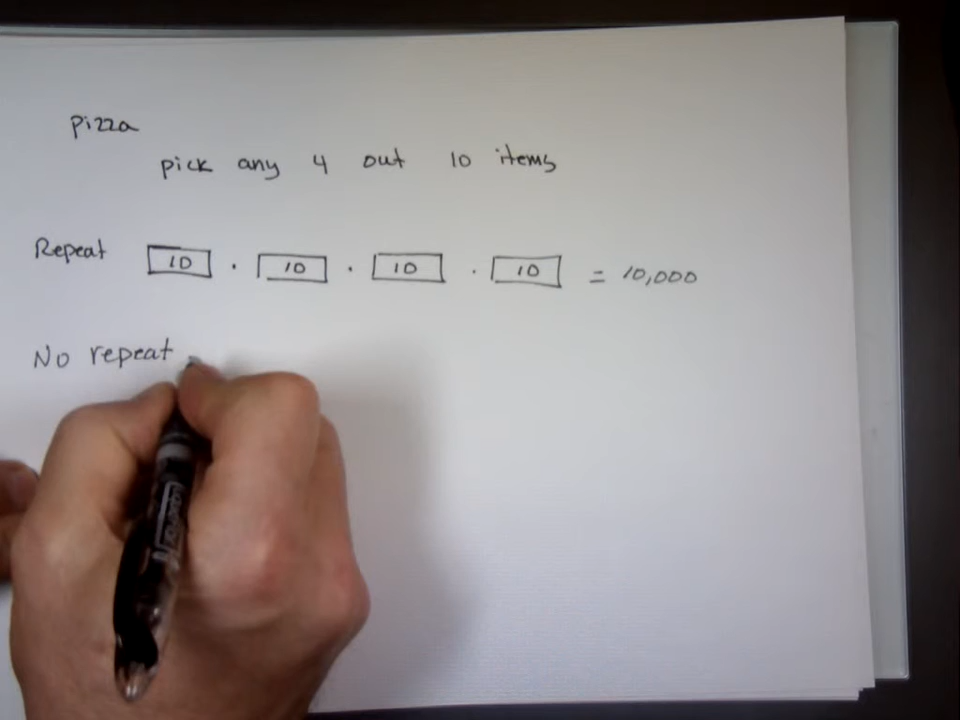 pizza
pick any 4 out 10 items
Repeat 10 . 10 . 10 . 10 = 10,000
No repeat